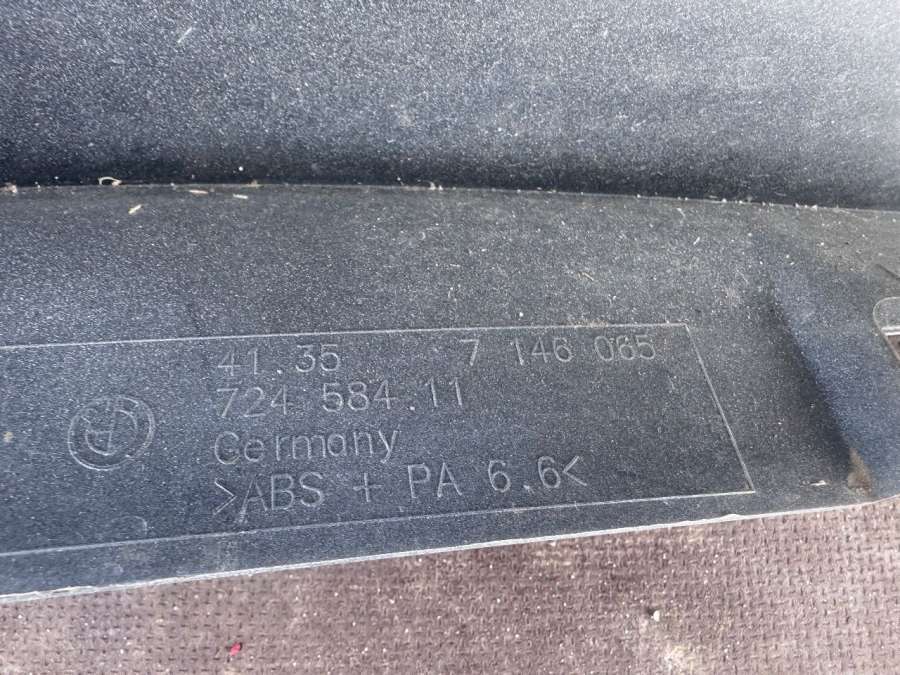 41.35 7 146 065
724 584.11
Germany
>ABS + PA 6.6<